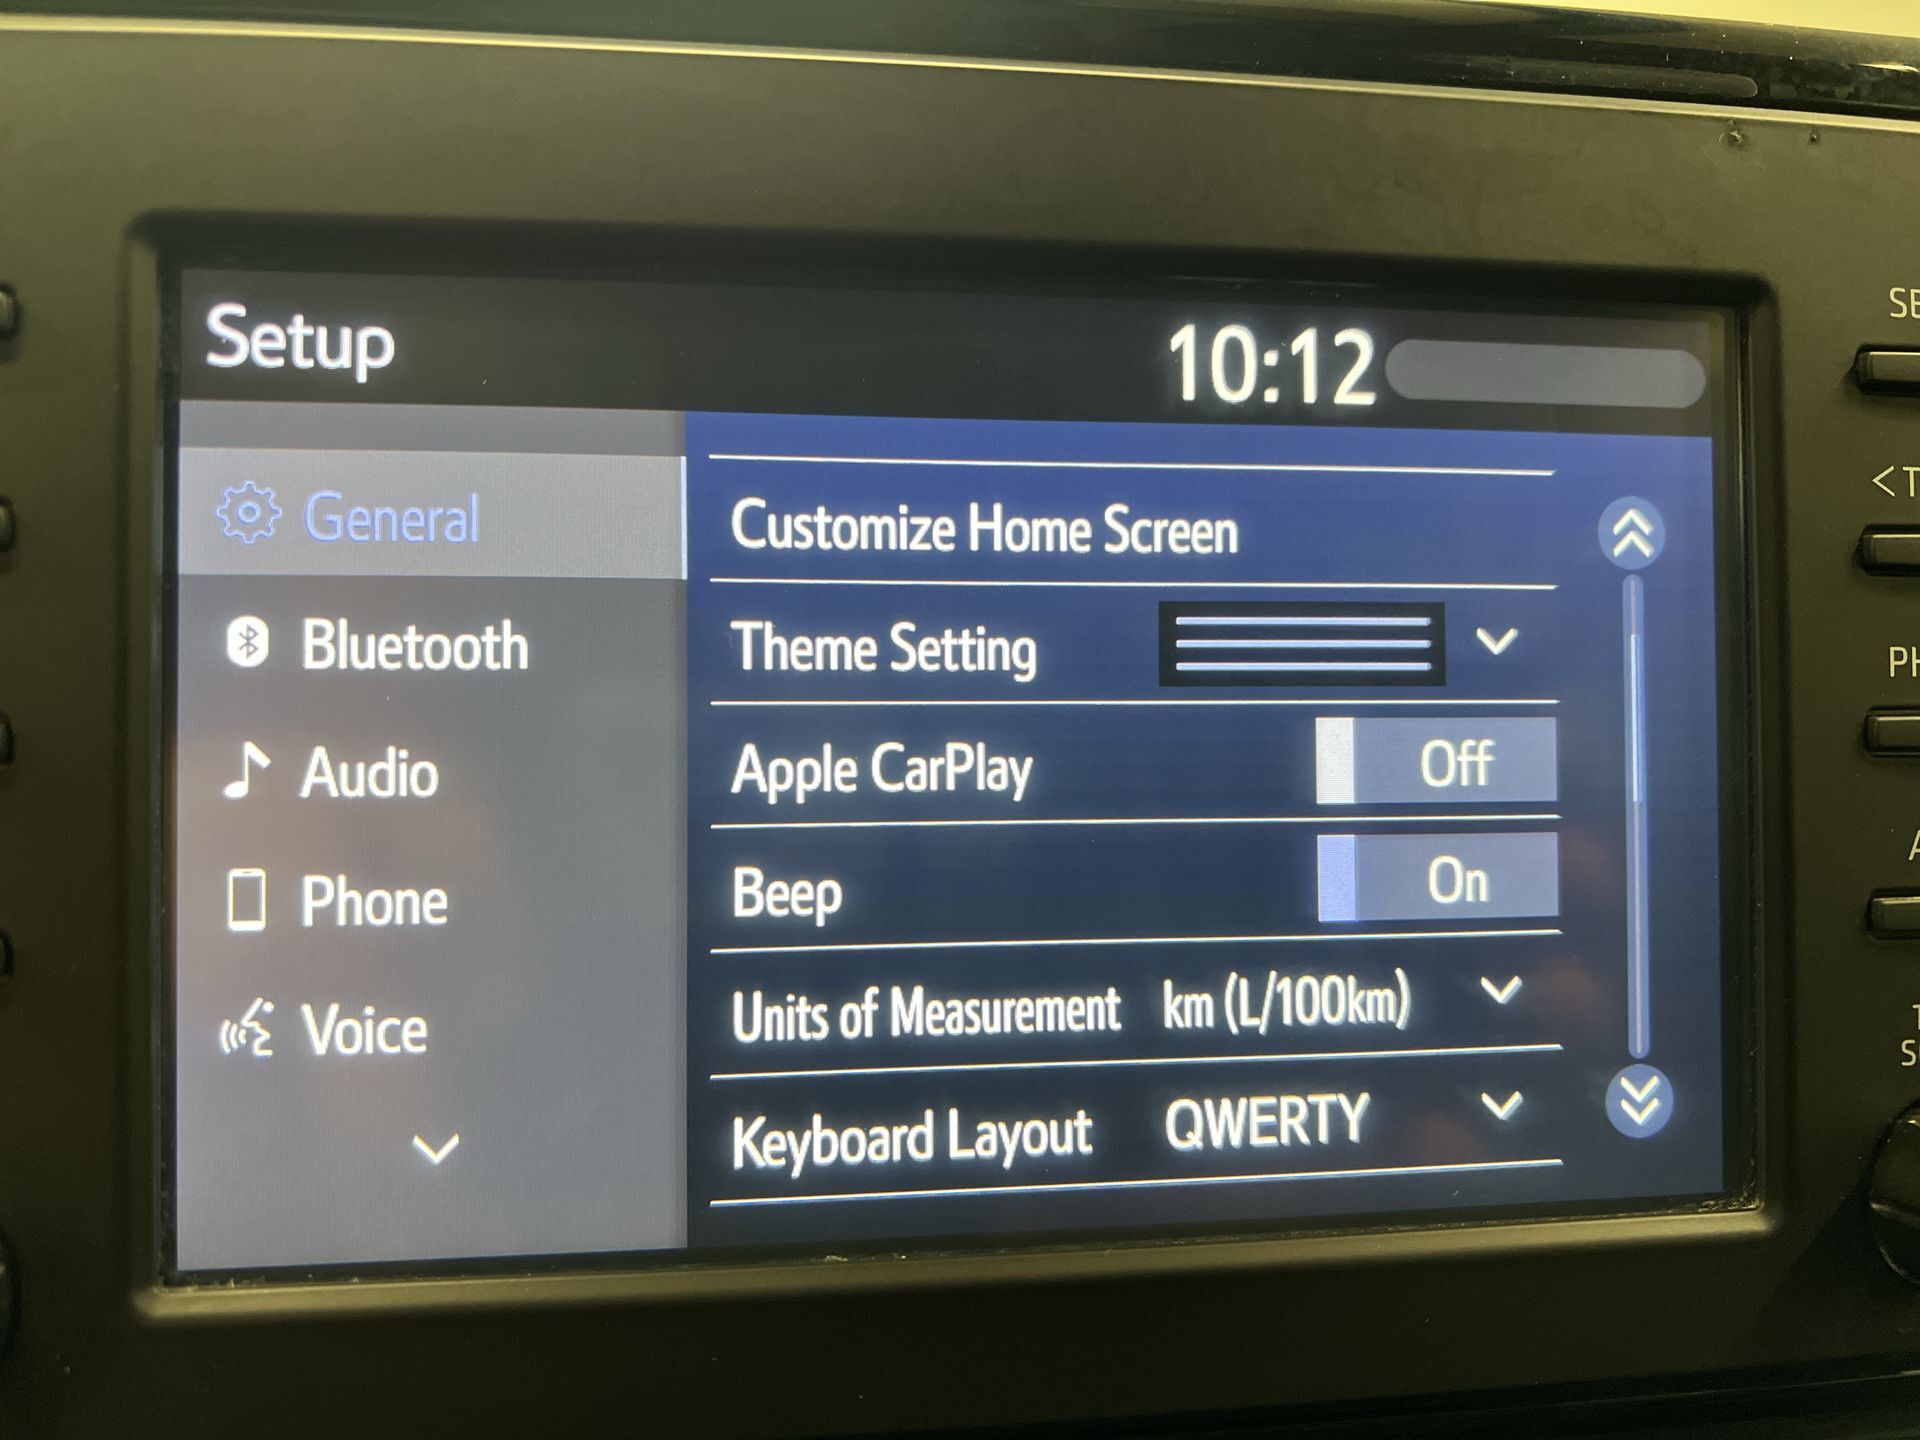 Setup 10:12
General
Bluetooth
Audio
Phone
Voice
Customize Home Screen
Theme Setting
Apple CarPlay Off
Beep On
Units of Measurement km (L/100km)
Keyboard Layout QWERTY